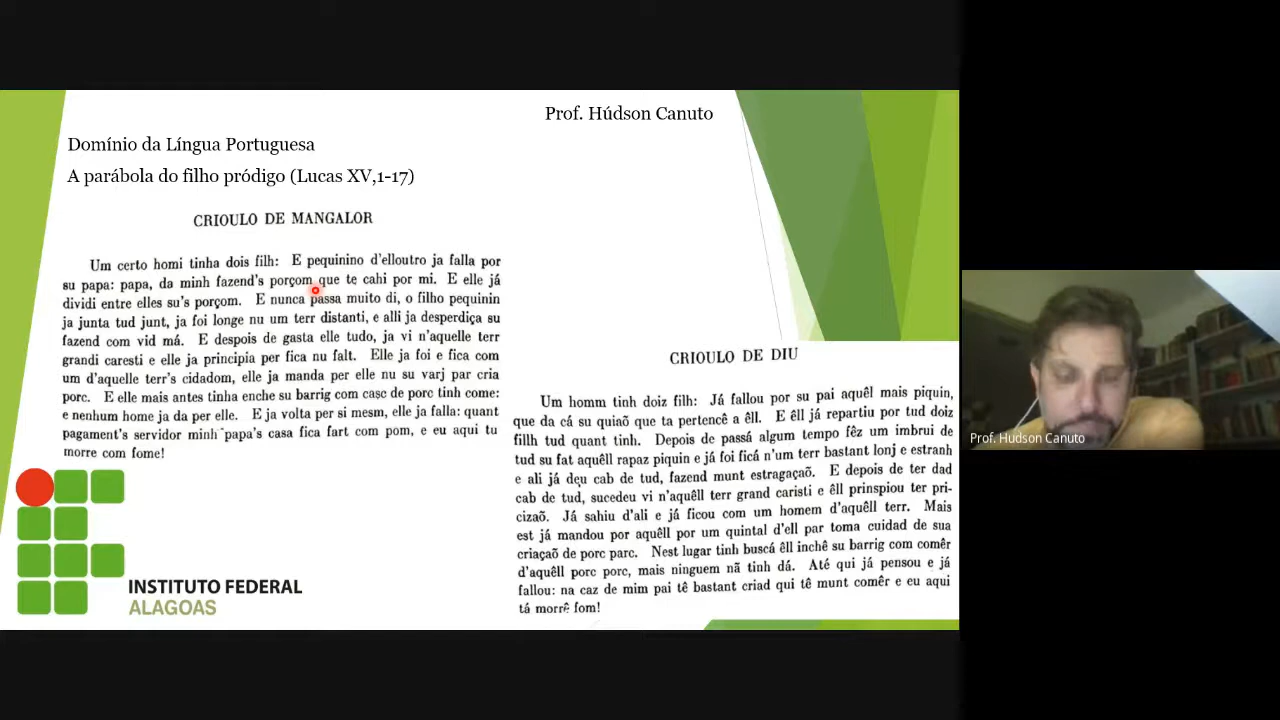 Prof. Húdson Canuto
Domínio da Língua Portuguesa
A parábola do filho pródigo (Lucas XV,1-17)
CRIOULO DE MANGALOR
Um certo homi tinha dois filh: E pequinino d'elloutro ja falla por
su papa: papa, da minh fazend's porçom que te cahi por mi. E elle já
dividi entre elles su's porçom. E nunca passa muito di, o filho pequinin
ja junta tud junt, ja foi longe nu um terr distanti, e alli ja desperdiça su
fazend com vid má. E despois de gasta elle tudo, ja vi n'aquelle terr
grandi caresti e elle ja principia per fica nu falt. Elle ja foi e fica com
um d'aquelle terr's cidadom, elle ja manda per elle nu su varj par cria
porc. E elle mais antes tinha enche su barrig com casc de porc tinh come:
e nenhum home ja da per elle. E ja volta per si mesm, elle ja falla: quant
pagament's servidor minh papa's casa fica fart com pom, e eu aqui tu
morre com fome!
CRIOULO DE DIU
Um homm tinh doiz filh: Já fallou por su pai aquêl mais piquin,
que da cá su quiaõ que ta pertencê a êll. E êll já repartiu por tud doiz
fillh tud quant tinh. Depois de passá algum tempo fêz um imbrui de
tud su fat aquêll rapaz piquin e já foi ficá n'um terr bastant lonj e estranh
e ali já deu cab de tud, fazend munt estragaçaõ. E depois de ter dad
cab de tud, sucedeu vi n'aquêll terr grand caristi e êll prinspiou ter pri-
cizaõ. Já sahiu d'ali e já ficou com um homem d'aquêll terr. Mais
est já mandou por aquêll por um quintal d'ell par toma cuidad de sua
criaçaõ de porc parc. Nest lugar tinh buscá êll inchê su barrig com comêr
d'aquêll porc porc, mais ninguem nã tinh dá. Até qui já pensou e já
fallou: na caz de mim pai tê bastant criad qui tê munt comêr e eu aqui
tá morrê fom!
INSTITUTO FEDERAL
ALAGOAS
Prof. Hudson Canuto